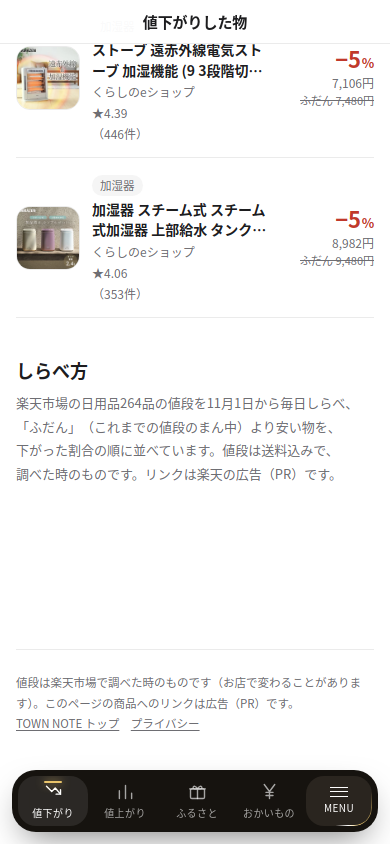 値下がりした物
ストーブ 遠赤外線電気スト
ーブ 加湿機能 (9 3段階切…
くらしのeショップ
★4.39
（446件）
−5%
7,106円
ふだん 7,480円
遠赤外線
加湿機能
加湿器
加湿器 スチーム式 スチーム
式加湿器 上部給水 タンク…
くらしのeショップ
★4.06
（353件）
−5%
8,982円
ふだん 9,480円
しらべ方
楽天市場の日用品264品の値段を11月1日から毎日しらべ、
「ふだん」（これまでの値段のまん中）より安い物を、
下がった割合の順に並べています。値段は送料込みで、
調べた時のものです。リンクは楽天の広告（PR）です。
値段は楽天市場で調べた時のものです（お店で変わることがありま
す）。このページの商品へのリンクは広告（PR）です。
TOWN NOTE トップ プライバシー
値下がり
値上がり
ふるさと
おかいもの
MENU